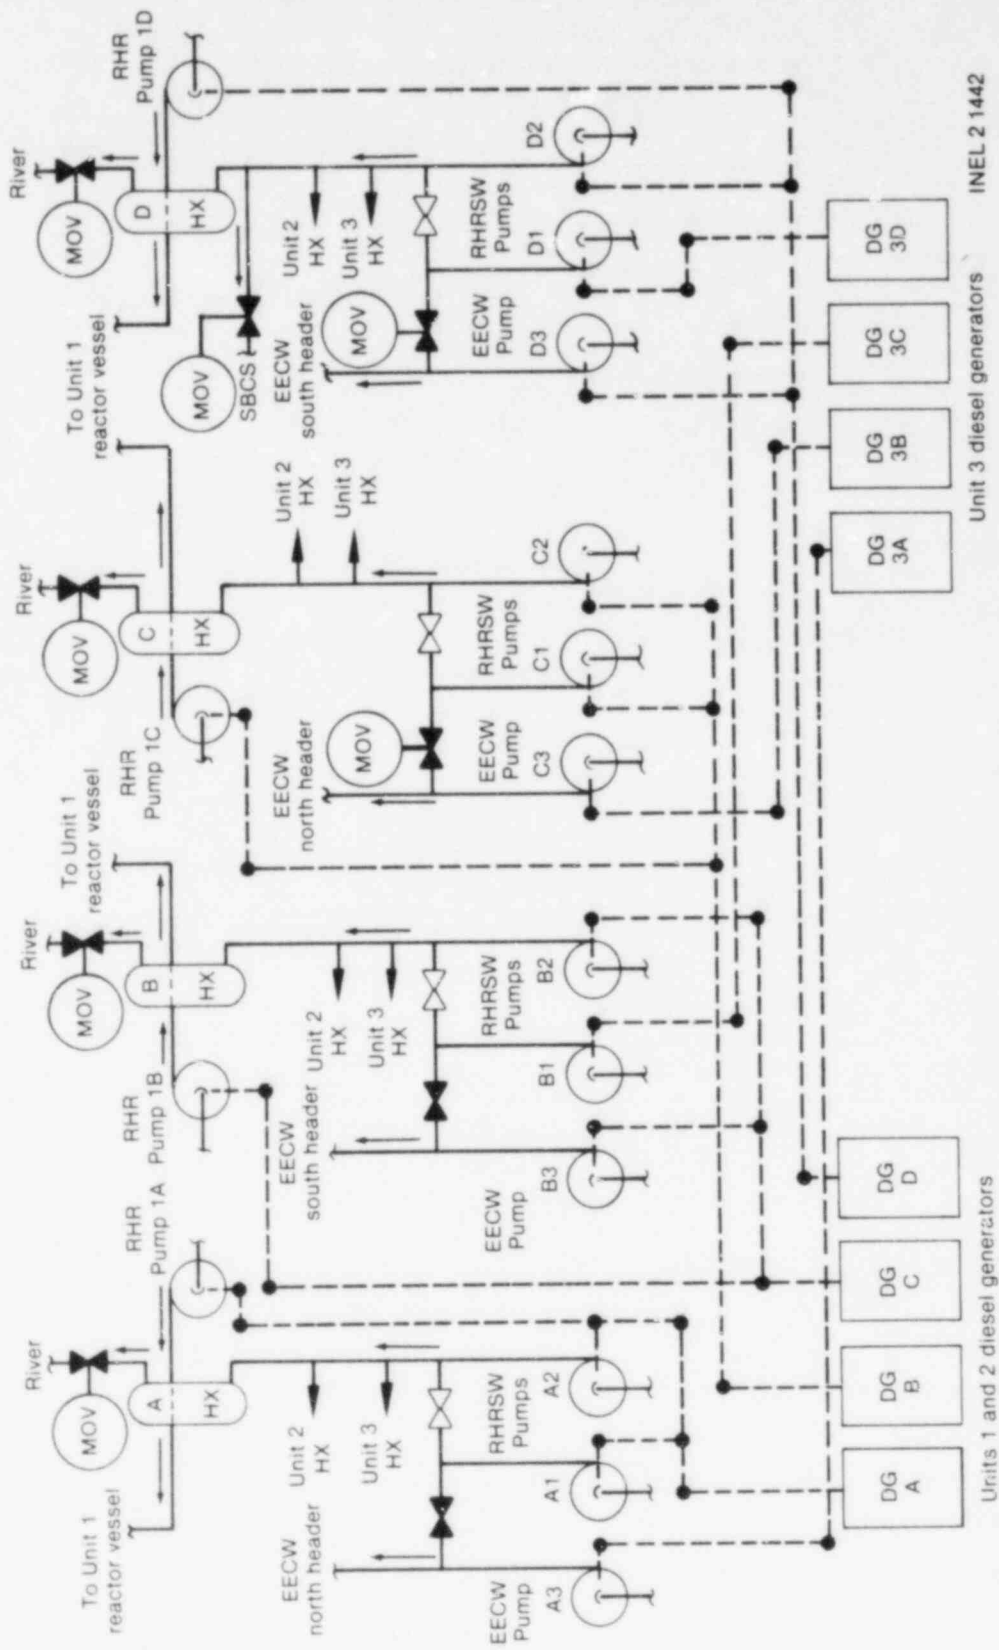 River
River
River
River
MOV
MOV
MOV
MOV
A
HX
B
HX
C
HX
D
HX
To Unit 1
reactor vessel
RHR
Pump 1A
RHR
Pump 1B
To Unit 1
reactor vessel
RHR
Pump 1C
To Unit 1
reactor vessel
RHR
Pump 1D
MOV
SBCS
Unit 2
HX
Unit 3
HX
Unit 2
HX
Unit 3
HX
Unit 2
HX
Unit 3
HX
Unit 2
HX
Unit 3
HX
EECW
north header
EECW
south header
EECW
north header
MOV
EECW
south header
MOV
EECW
Pump
A3
RHRSW
Pumps
A1
A2
EECW
Pump
B3
RHRSW
Pumps
B1
B2
EECW
Pump
C3
RHRSW
Pumps
C1
C2
EECW
Pump
D3
RHRSW
Pumps
D1
D2
DG
A
DG
B
DG
C
DG
D
DG
3A
DG
3B
DG
3C
DG
3D
Units 1 and 2 diesel generators
Unit 3 diesel generators
INEL 2 1442